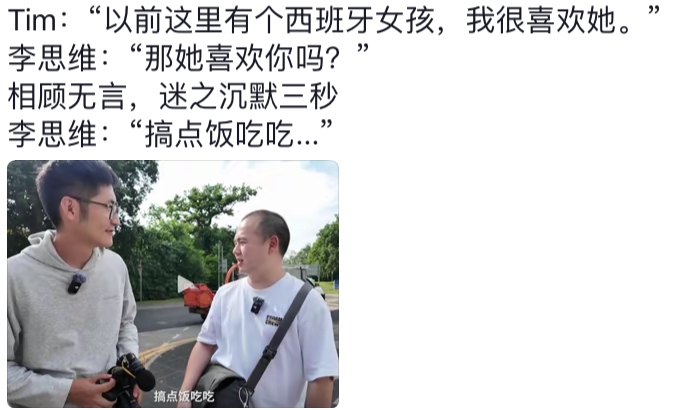 Tim：“以前这里有个西班牙女孩，我很喜欢她。”
李思维：“那她喜欢你吗？”
相顾无言，迷之沉默三秒
李思维：“搞点饭吃吃...”
搞点饭吃吃